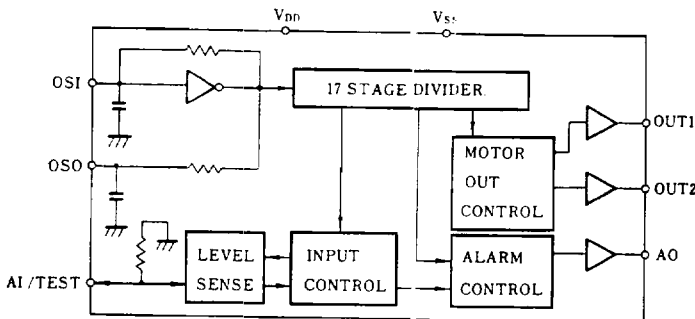 VDD
VSS
OSI
17 STAGE DIVIDER
OUT1
MOTOR
OUT
CONTROL
OSO
OUT2
LEVEL
SENSE
INPUT
CONTROL
ALARM
CONTROL
AO
AI/TEST